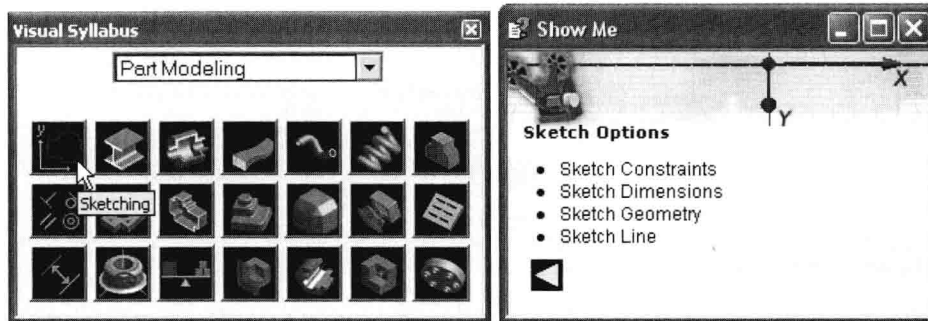 Visual Syllabus
Part Modeling
y
Sketching
Show Me
X
Y
Sketch Options
• Sketch Constraints
• Sketch Dimensions
• Sketch Geometry
• Sketch Line